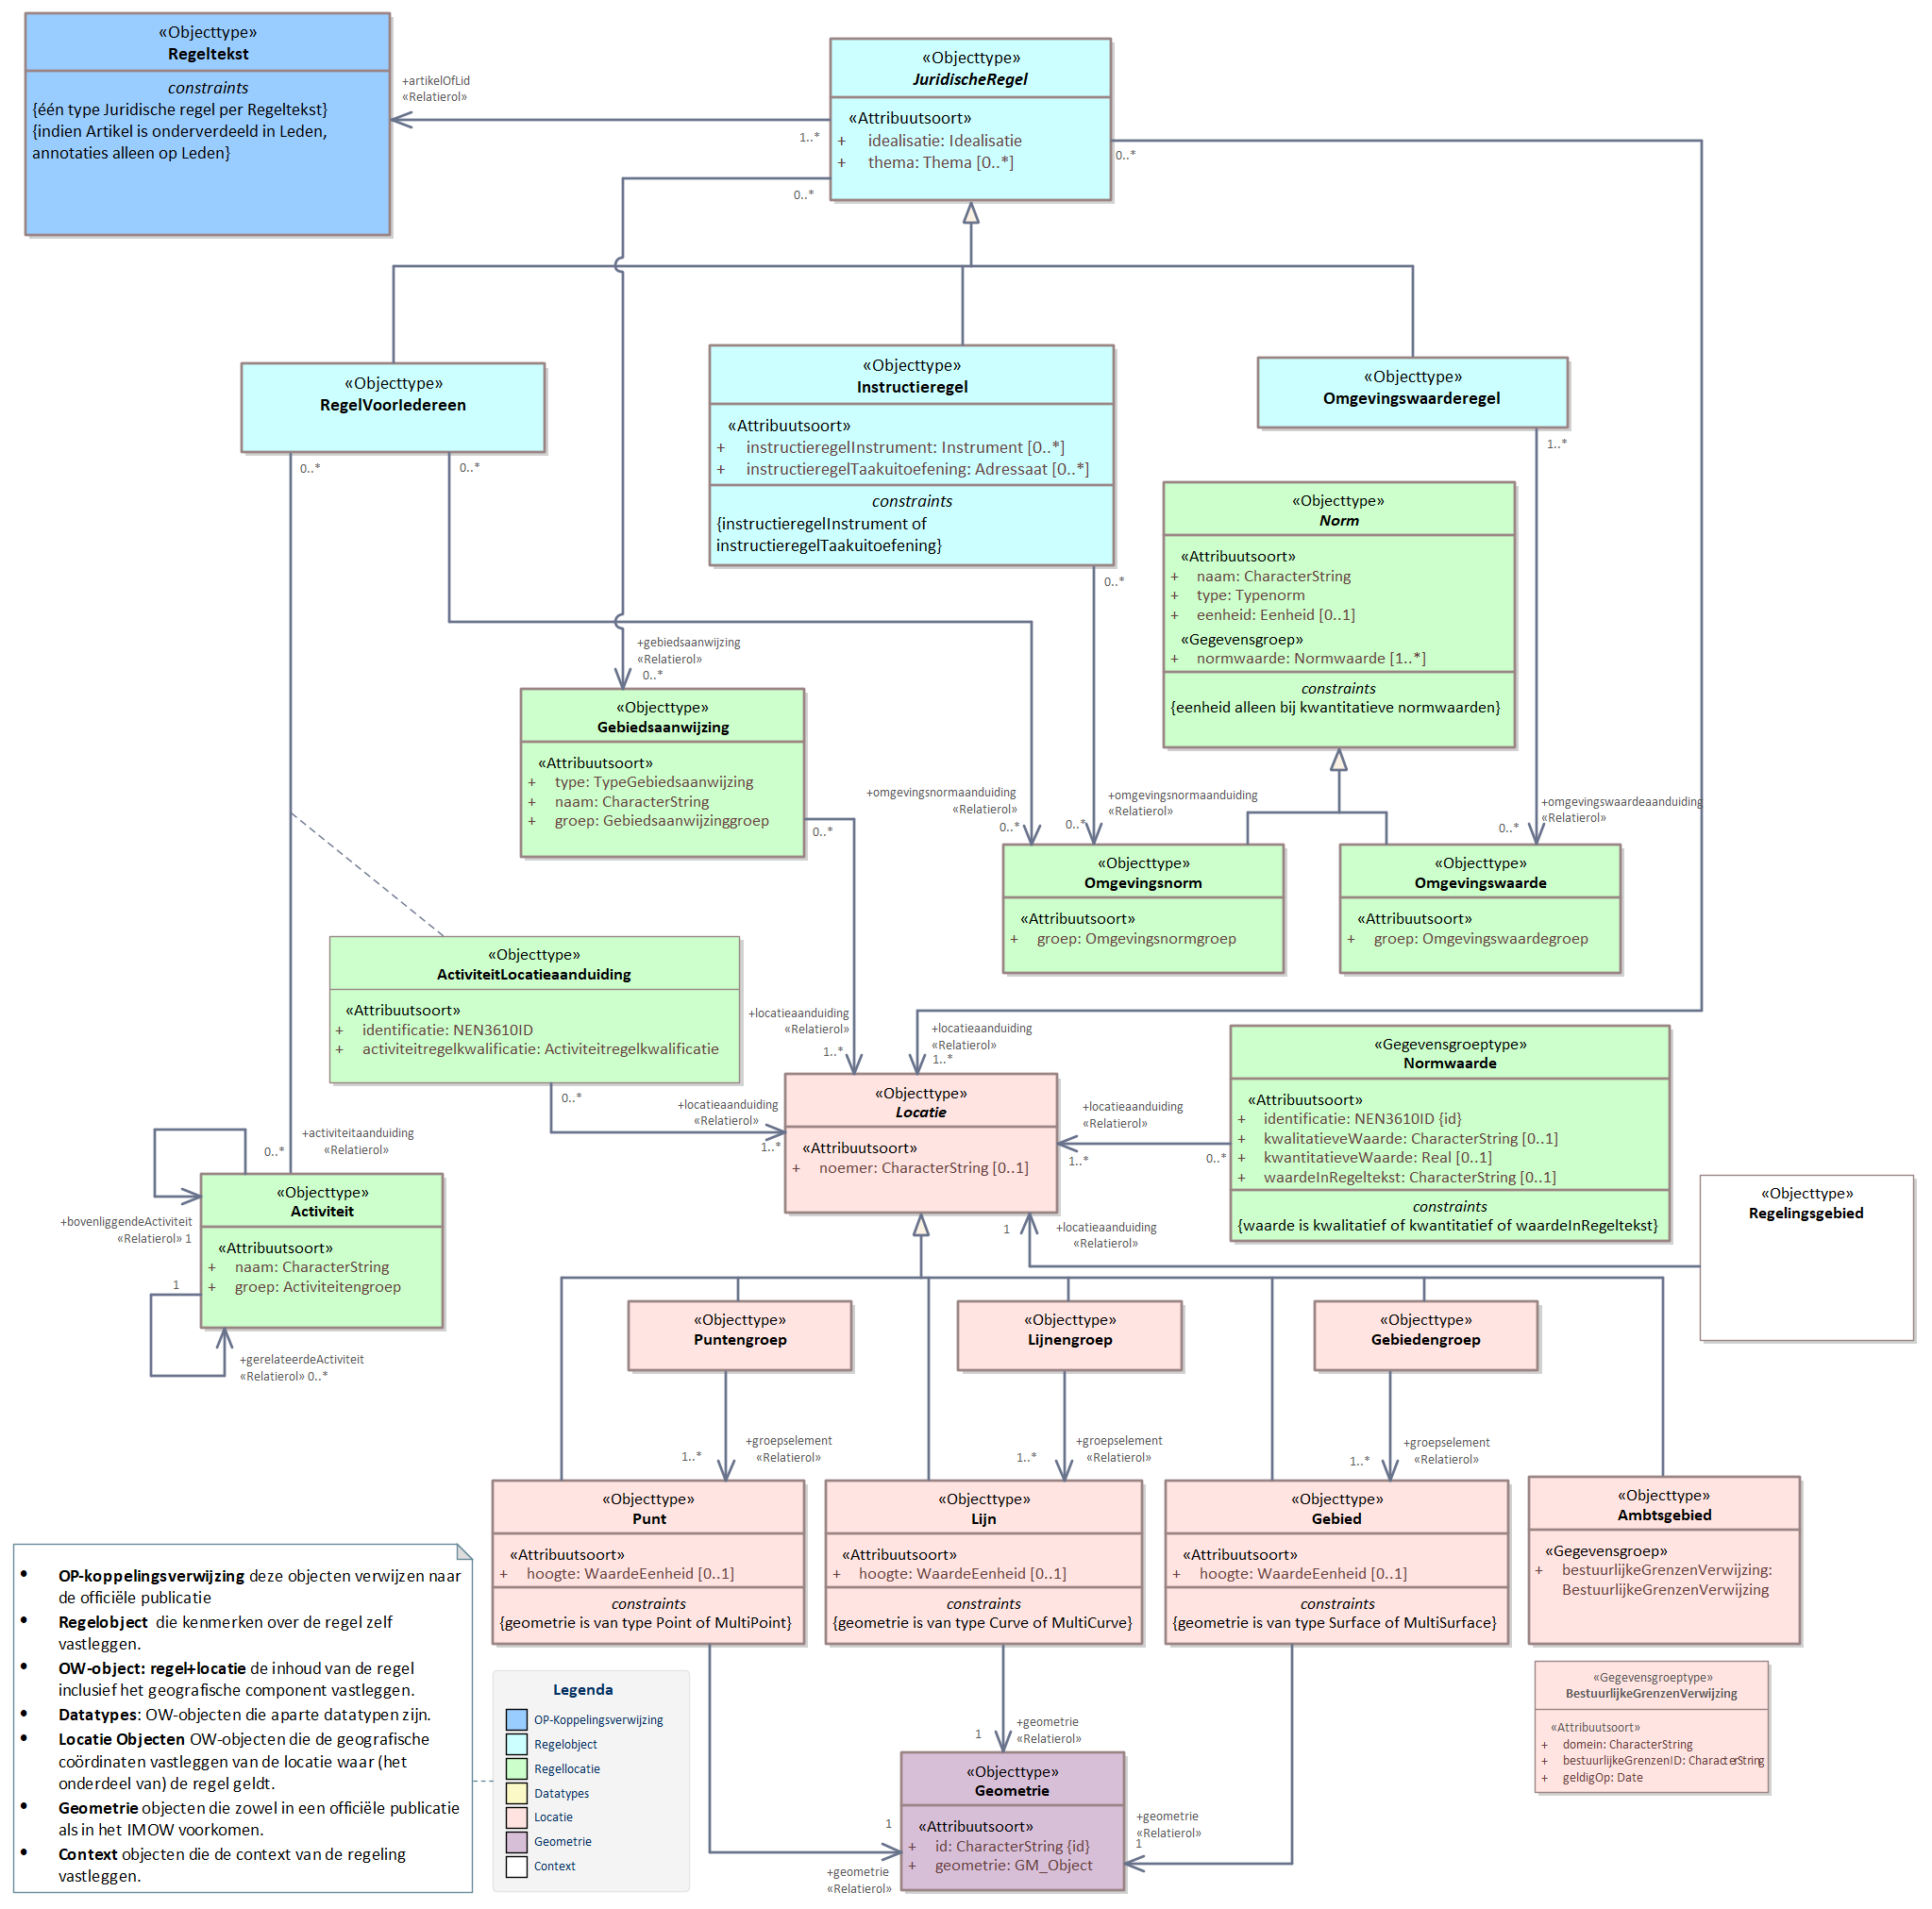 «Objecttype»
Regeltekst
constraints
{één type Juridische regel per Regeltekst}
{indien Artikel is onderverdeeld in Leden,
annotaties alleen op Leden}
+artikelOfLid
«Relatierol»
1..*
«Objecttype»
JuridischeRegel
«Attribuutsoort»
+ idealisatie: Idealisatie
+ thema: Thema [0..*]
0..*
0..*
«Objecttype»
RegelVoorIedereen
0..*
0..*
«Objecttype»
Instructieregel
«Attribuutsoort»
+ instructieregelInstrument: Instrument [0..*]
+ instructieregelTaakuitoefening: Adressaat [0..*]
constraints
{instructieregelInstrument of
instructieregelTaakuitoefening}
0..*
«Objecttype»
Omgevingswaarderegel
1..*
«Objecttype»
Norm
«Attribuutsoort»
+ naam: CharacterString
+ type: Typenorm
+ eenheid: Eenheid [0..1]
«Gegevensgroep»
+ normwaarde: Normwaarde [1..*]
constraints
{eenheid alleen bij kwantitatieve normwaarden}
+gebiedsaanwijzing
«Relatierol»
0..*
«Objecttype»
Gebiedsaanwijzing
«Attribuutsoort»
+ type: TypeGebiedsaanwijzing
+ naam: CharacterString
+ groep: Gebiedsaanwijzinggroep
0..*
+omgevingsnormaanduiding
«Relatierol»
0..*
+omgevingsnormaanduiding
«Relatierol»
0..*
+omgevingswaardeaanduiding
«Relatierol»
0..*
«Objecttype»
Omgevingsnorm
«Attribuutsoort»
+ groep: Omgevingsnormgroep
«Objecttype»
Omgevingswaarde
«Attribuutsoort»
+ groep: Omgevingswaardegroep
«Objecttype»
ActiviteitLocatieaanduiding
«Attribuutsoort»
+ identificatie: NEN3610ID
+ activiteitregelkwalificatie: Activiteitregelkwalificatie
0..*
+locatieaanduiding
«Relatierol»
1..*
+locatieaanduiding
«Relatierol»
1..*
+locatieaanduiding
«Relatierol»
1..*
«Objecttype»
Locatie
«Attribuutsoort»
+ noemer: CharacterString [0..1]
+locatieaanduiding
«Relatierol»
1..*
0..*
«Gegevensgroeptype»
Normwaarde
«Attribuutsoort»
+ identificatie: NEN3610ID {id}
+ kwalitatieveWaarde: CharacterString [0..1]
+ kwantitatieveWaarde: Real [0..1]
+ waardeInRegeltekst: CharacterString [0..1]
constraints
{waarde is kwalitatief of kwantitatief of waardeInRegeltekst}
«Objecttype»
Regelingsgebied
1
+locatieaanduiding
«Relatierol»
+activiteitaanduiding
«Relatierol»
0..*
«Objecttype»
Activiteit
«Attribuutsoort»
+ naam: CharacterString
+ groep: Activiteitengroep
+bovenliggendeActiviteit
«Relatierol» 1
1
+gerelateerdeActiviteit
«Relatierol» 0..*
«Objecttype»
Puntengroep
«Objecttype»
Lijnengroep
«Objecttype»
Gebiedengroep
+groepselement
«Relatierol»
1..*
+groepselement
«Relatierol»
1..*
+groepselement
«Relatierol»
1..*
«Objecttype»
Punt
«Attribuutsoort»
+ hoogte: WaardeEenheid [0..1]
constraints
{geometrie is van type Point of MultiPoint}
«Objecttype»
Lijn
«Attribuutsoort»
+ hoogte: WaardeEenheid [0..1]
constraints
{geometrie is van type Curve of MultiCurve}
«Objecttype»
Gebied
«Attribuutsoort»
+ hoogte: WaardeEenheid [0..1]
constraints
{geometrie is van type Surface of MultiSurface}
«Objecttype»
Ambtsgebied
«Gegevensgroep»
+ bestuurlijkeGrenzenVerwijzing:
BestuurlijkeGrenzenVerwijzing
«Gegevensgroeptype»
BestuurlijkeGrenzenVerwijzing
«Attribuutsoort»
+ domein: CharacterString
+ bestuurlijkeGrenzenID: CharacterString
+ geldigOp: Date
1
+geometrie
«Relatierol»
1
+geometrie
«Relatierol»
+geometrie
«Relatierol»
1
«Objecttype»
Geometrie
«Attribuutsoort»
+ id: CharacterString {id}
+ geometrie: GM_Object
• OP-koppelingsverwijzing deze objecten verwijzen naar
de officiële publicatie
• Regelobject die kenmerken over de regel zelf
vastleggen.
• OW-object: regel+locatie de inhoud van de regel
inclusief het geografische component vastleggen.
• Datatypes: OW-objecten die aparte datatypen zijn.
• Locatie Objecten OW-objecten die de geografische
coördinaten vastleggen van de locatie waar (het
onderdeel van) de regel geldt.
• Geometrie objecten die zowel in een officiële publicatie
als in het IMOW voorkomen.
• Context objecten die de context van de regeling
vastleggen.
Legenda
OP-Koppelingsverwijzing
Regelobject
Regellocatie
Datatypes
Locatie
Geometrie
Context